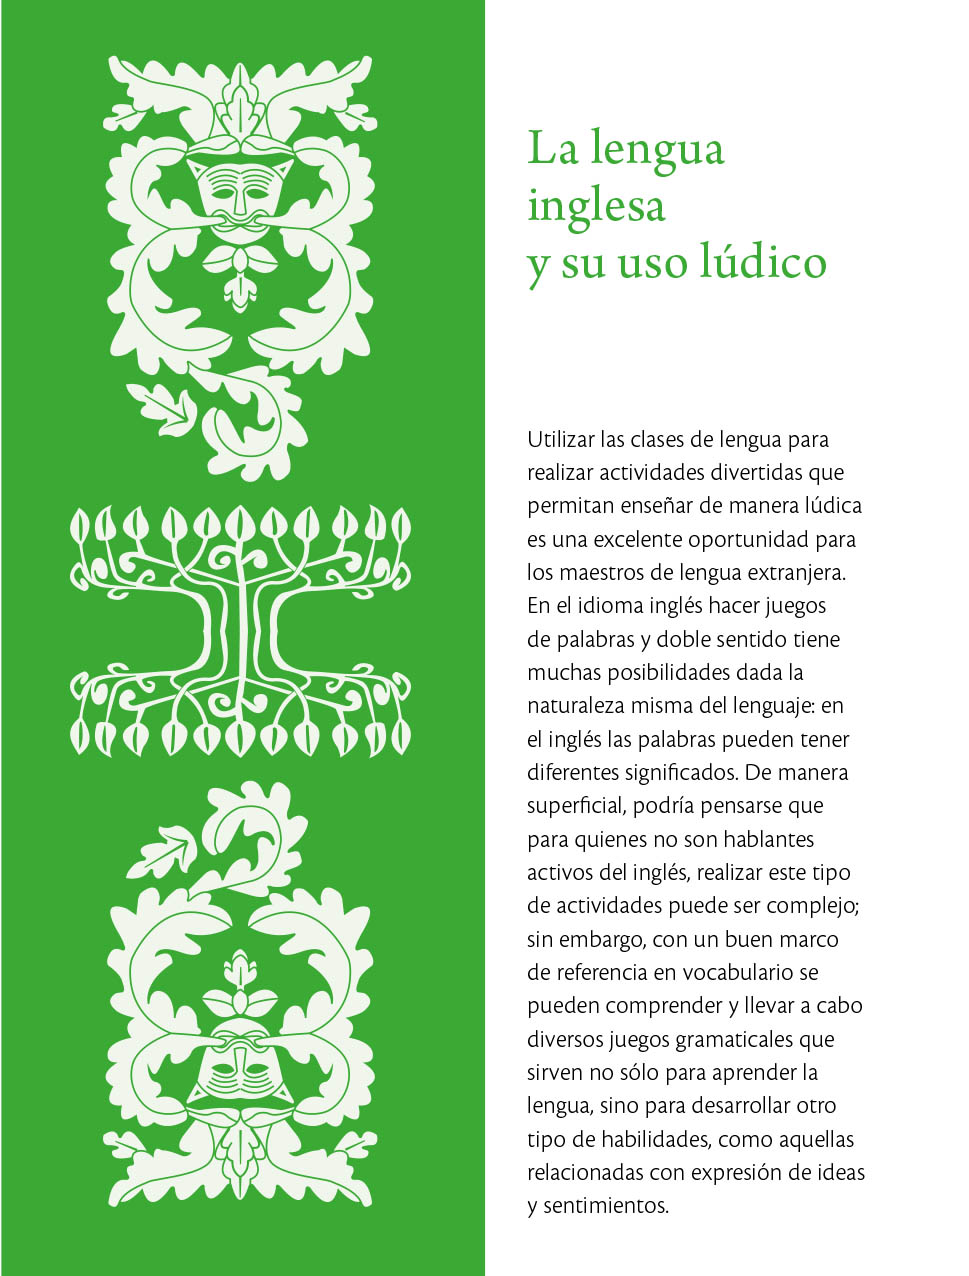 La lengua
inglesa
y su uso lúdico
Utilizar las clases de lengua para
realizar actividades divertidas que
permitan enseñar de manera lúdica
es una excelente oportunidad para
los maestros de lengua extranjera.
En el idioma inglés hacer juegos
de palabras y doble sentido tiene
muchas posibilidades dada la
naturaleza misma del lenguaje: en
el inglés las palabras pueden tener
diferentes significados. De manera
superficial, podría pensarse que
para quienes no son hablantes
activos del inglés, realizar este tipo
de actividades puede ser complejo;
sin embargo, con un buen marco
de referencia en vocabulario se
pueden comprender y llevar a cabo
diversos juegos gramaticales que
sirven no sólo para aprender la
lengua, sino para desarrollar otro
tipo de habilidades, como aquellas
relacionadas con expresión de ideas
y sentimientos.